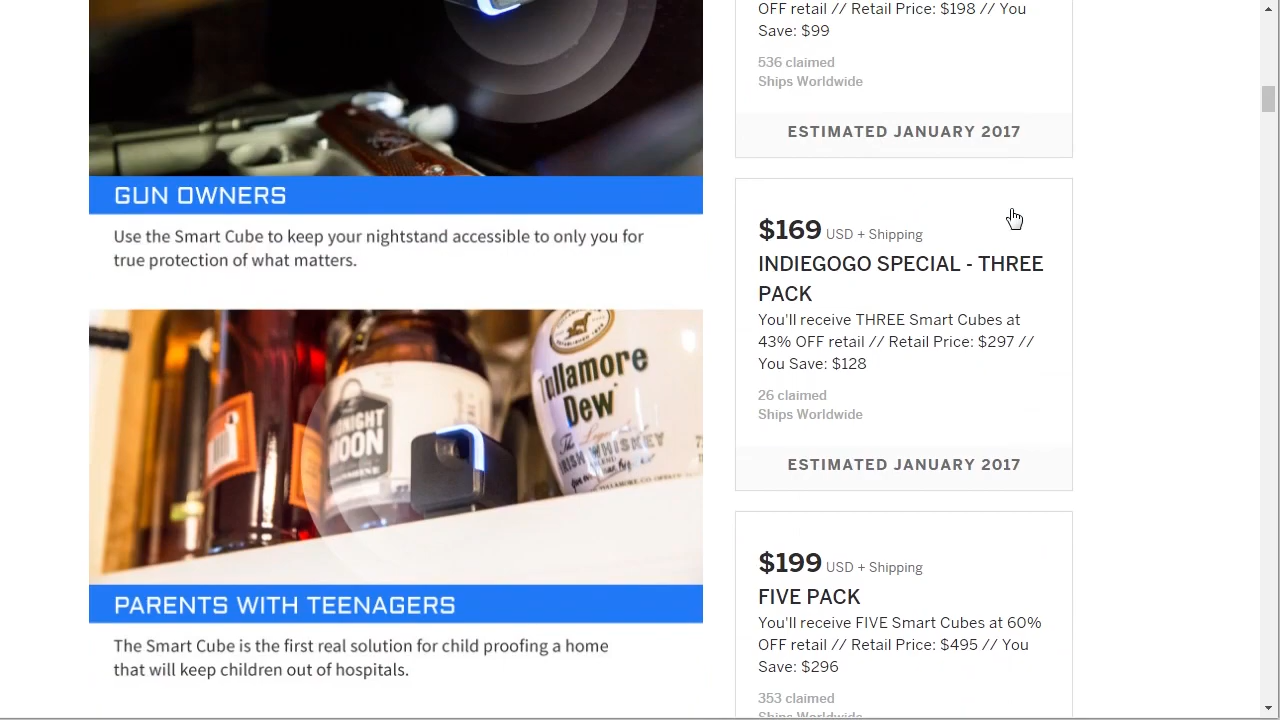 OFF retail // Retail Price: $198 // You
Save: $99
536 claimed
Ships Worldwide
ESTIMATED JANUARY 2017
GUN OWNERS
Use the Smart Cube to keep your nightstand accessible to only you for
true protection of what matters.
$169 USD + Shipping
INDIEGOGO SPECIAL - THREE
PACK
You'll receive THREE Smart Cubes at
43% OFF retail // Retail Price: $297 //
You Save: $128
26 claimed
Ships Worldwide
ESTIMATED JANUARY 2017
MIDNIGHT
MOON
Tullamore
Dew
The Legendary
IRISH WHISKEY
PARENTS WITH TEENAGERS
The Smart Cube is the first real solution for child proofing a home
that will keep children out of hospitals.
$199 USD + Shipping
FIVE PACK
You'll receive FIVE Smart Cubes at 60%
OFF retail // Retail Price: $495 // You
Save: $296
353 claimed
Ships Worldwide